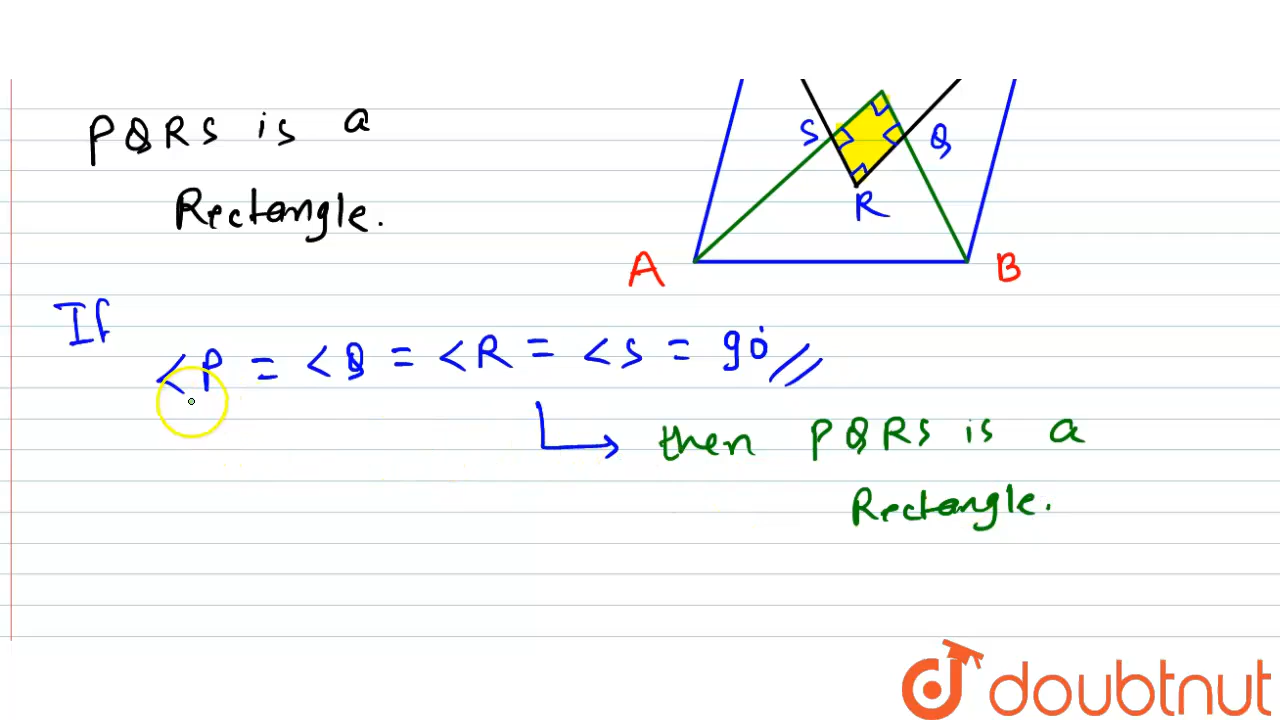 PQRS is a
Rectangle.
S
Q
R
A
B
If
<P = <Q = <R = <S = 90°
then PQRS is a
Rectangle.
doubtnut